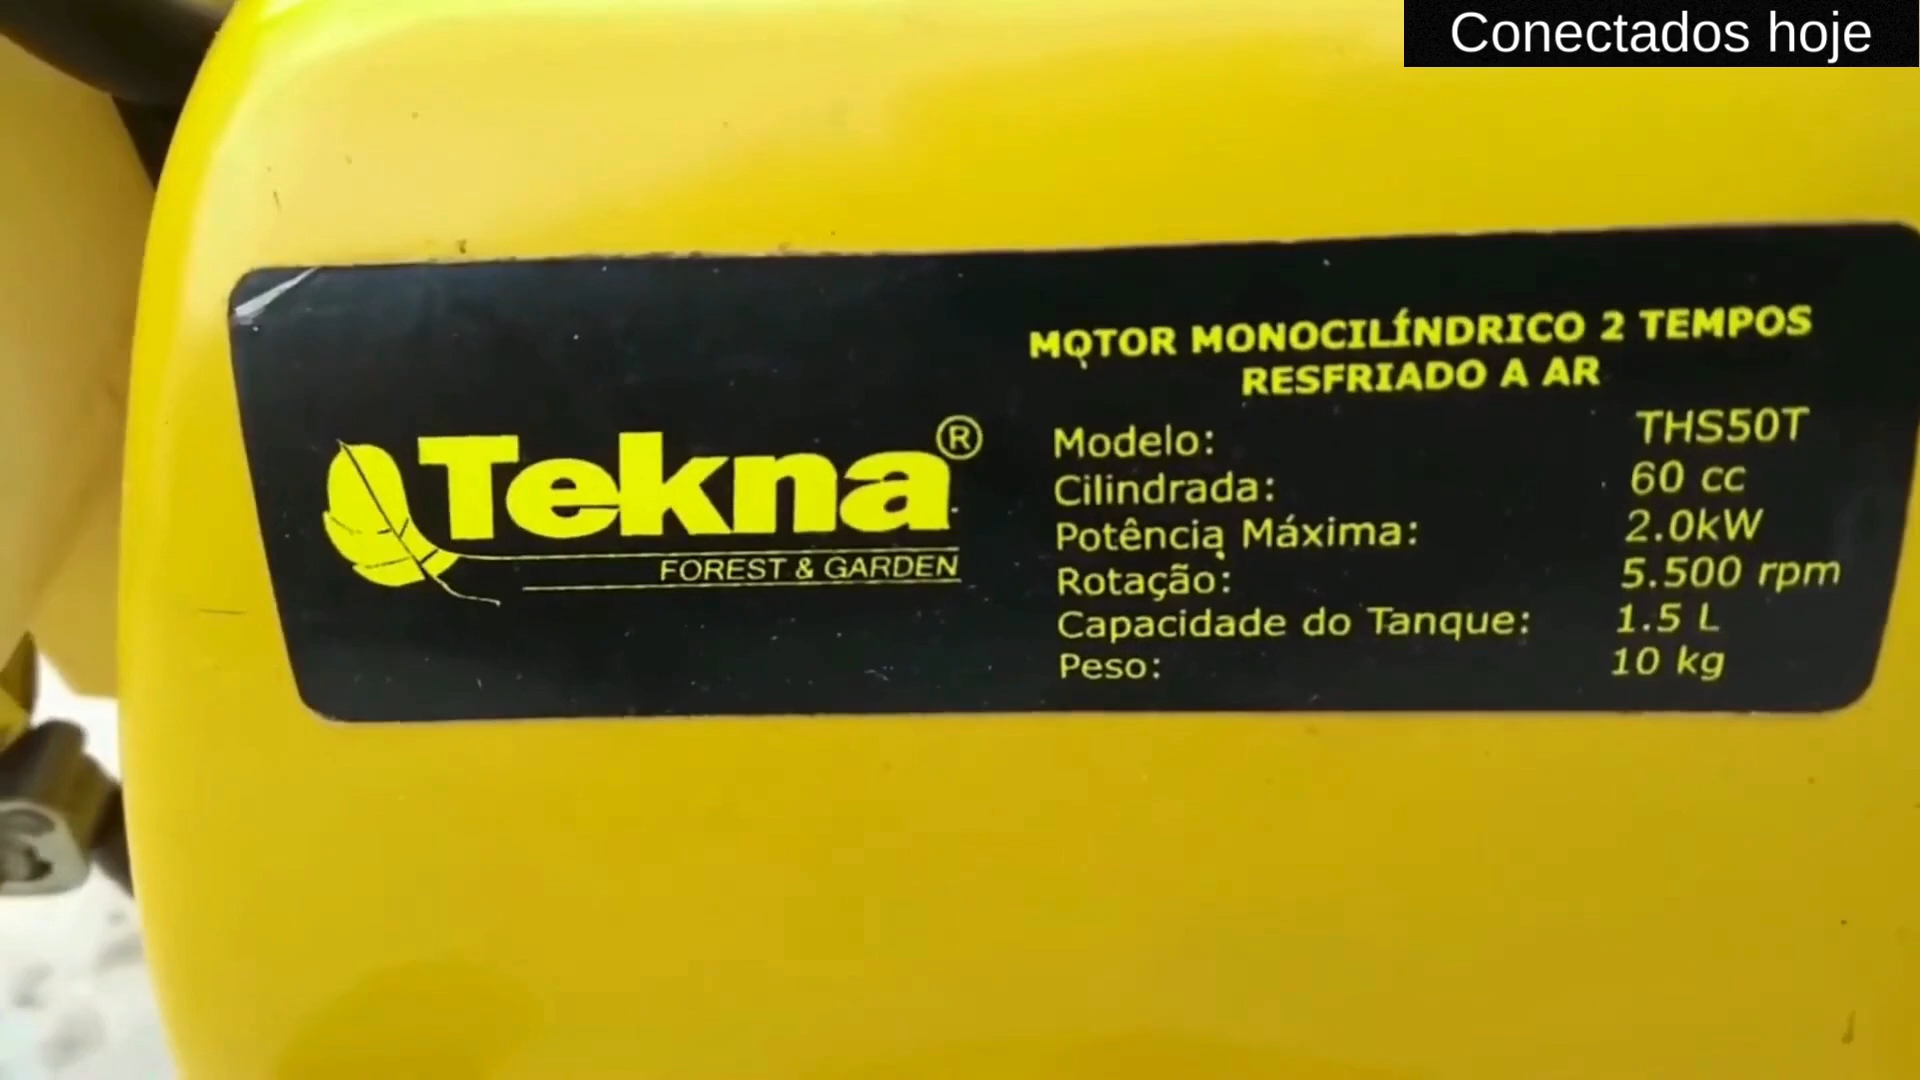 Conectados hoje
MOTOR MONOCILÍNDRICO 2 TEMPOS
RESFRIADO A AR
Tekna®
FOREST & GARDEN
Modelo: THS50T
Cilindrada: 60 cc
Potência Máxima: 2.0kW
Rotação: 5.500 rpm
Capacidade do Tanque: 1.5 L
Peso: 10 kg